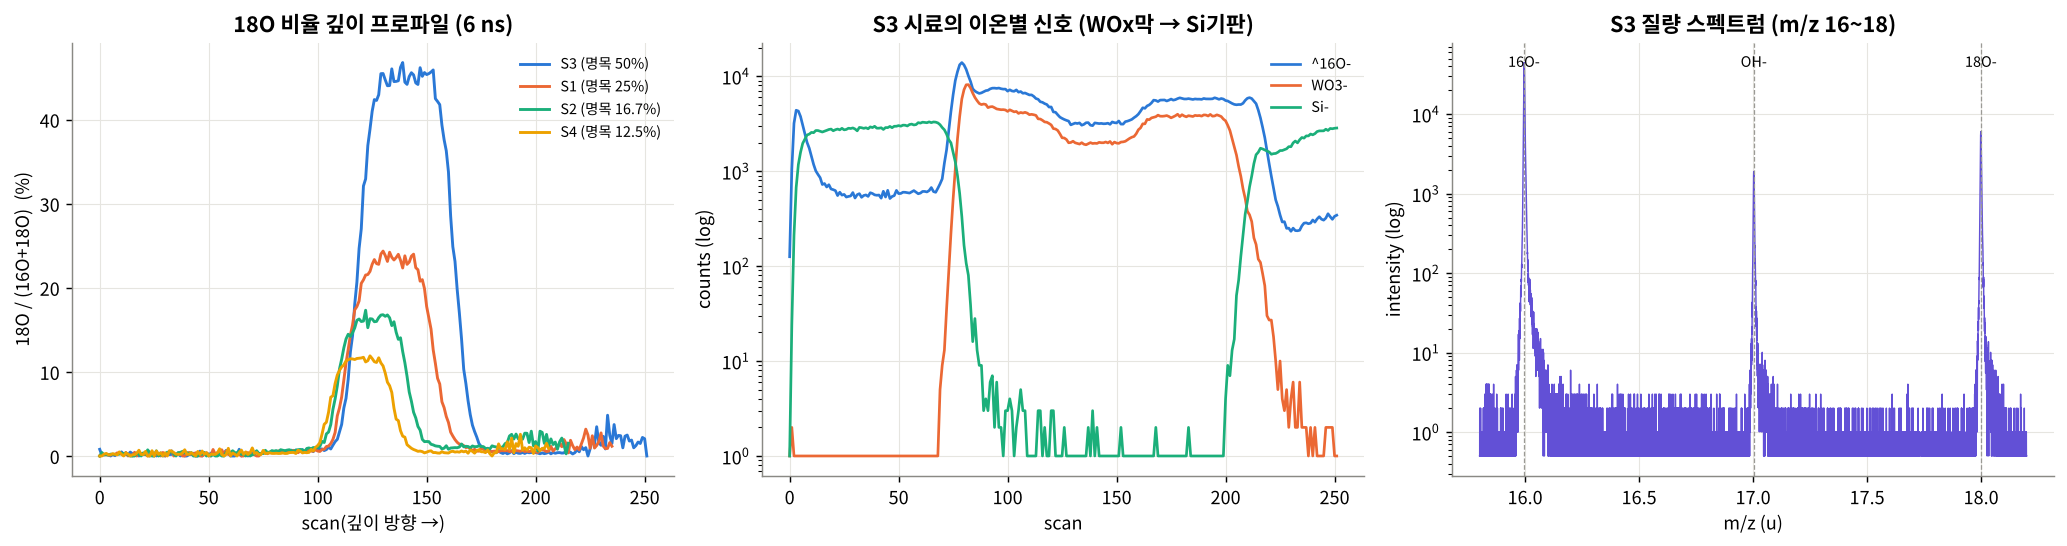 18O 비율 깊이 프로파일 (6 ns)
18O / (16O+18O) (%)
40
30
20
10
0
0 50 100 150 200 250
scan(깊이 방향 →)
S3 (명목 50%)
S1 (명목 25%)
S2 (명목 16.7%)
S4 (명목 12.5%)
S3 시료의 이온별 신호 (WOx막 → Si기판)
counts (log)
10^4
10^3
10^2
10^1
10^0
0 50 100 150 200 250
scan
^16O-
WO3-
Si-
S3 질량 스펙트럼 (m/z 16~18)
16O- OH- 18O-
intensity (log)
10^4
10^3
10^2
10^1
10^0
16.0 16.5 17.0 17.5 18.0
m/z (u)